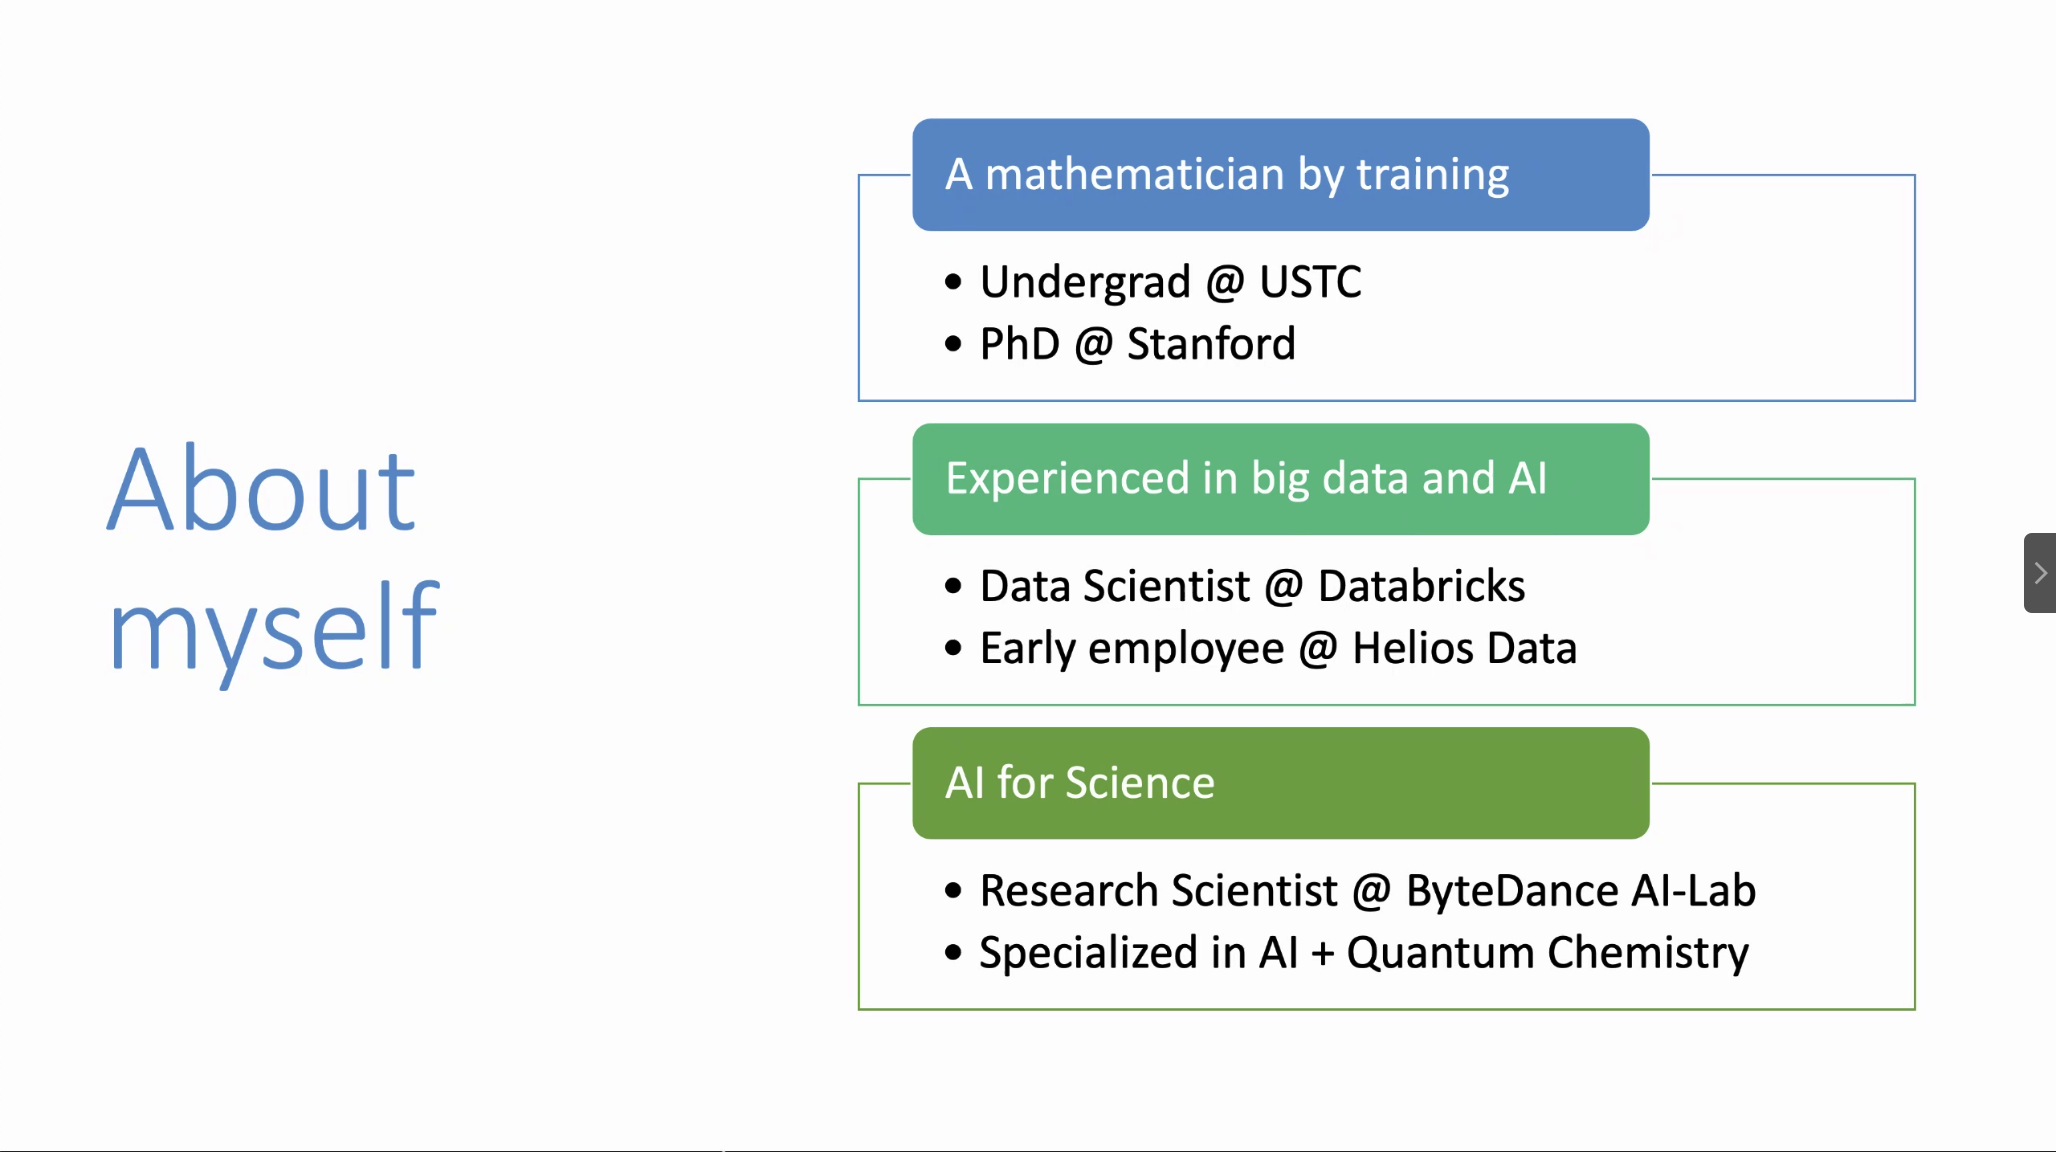 About
myself
A mathematician by training
• Undergrad @ USTC
• PhD @ Stanford
Experienced in big data and AI
• Data Scientist @ Databricks
• Early employee @ Helios Data
AI for Science
• Research Scientist @ ByteDance AI-Lab
• Specialized in AI + Quantum Chemistry